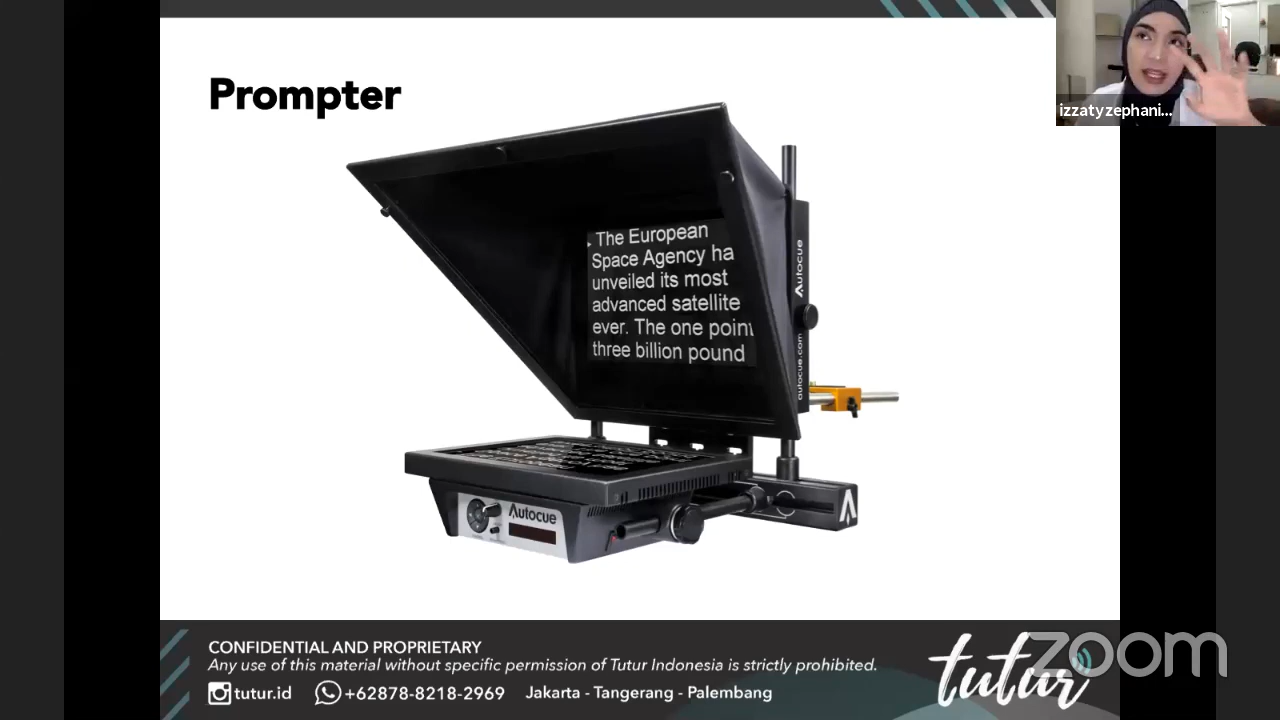 Prompter
izzatyzephani...
The European
Space Agency ha
unveiled its most
advanced satellite
ever. The one poin
three billion pound
Autocue
autocue.com
Autocue
CONFIDENTIAL AND PROPRIETARY
Any use of this material without specific permission of Tutur Indonesia is strictly prohibited.
tutur.id +62878-8218-2969 Jakarta - Tangerang - Palembang
tutur
zoom